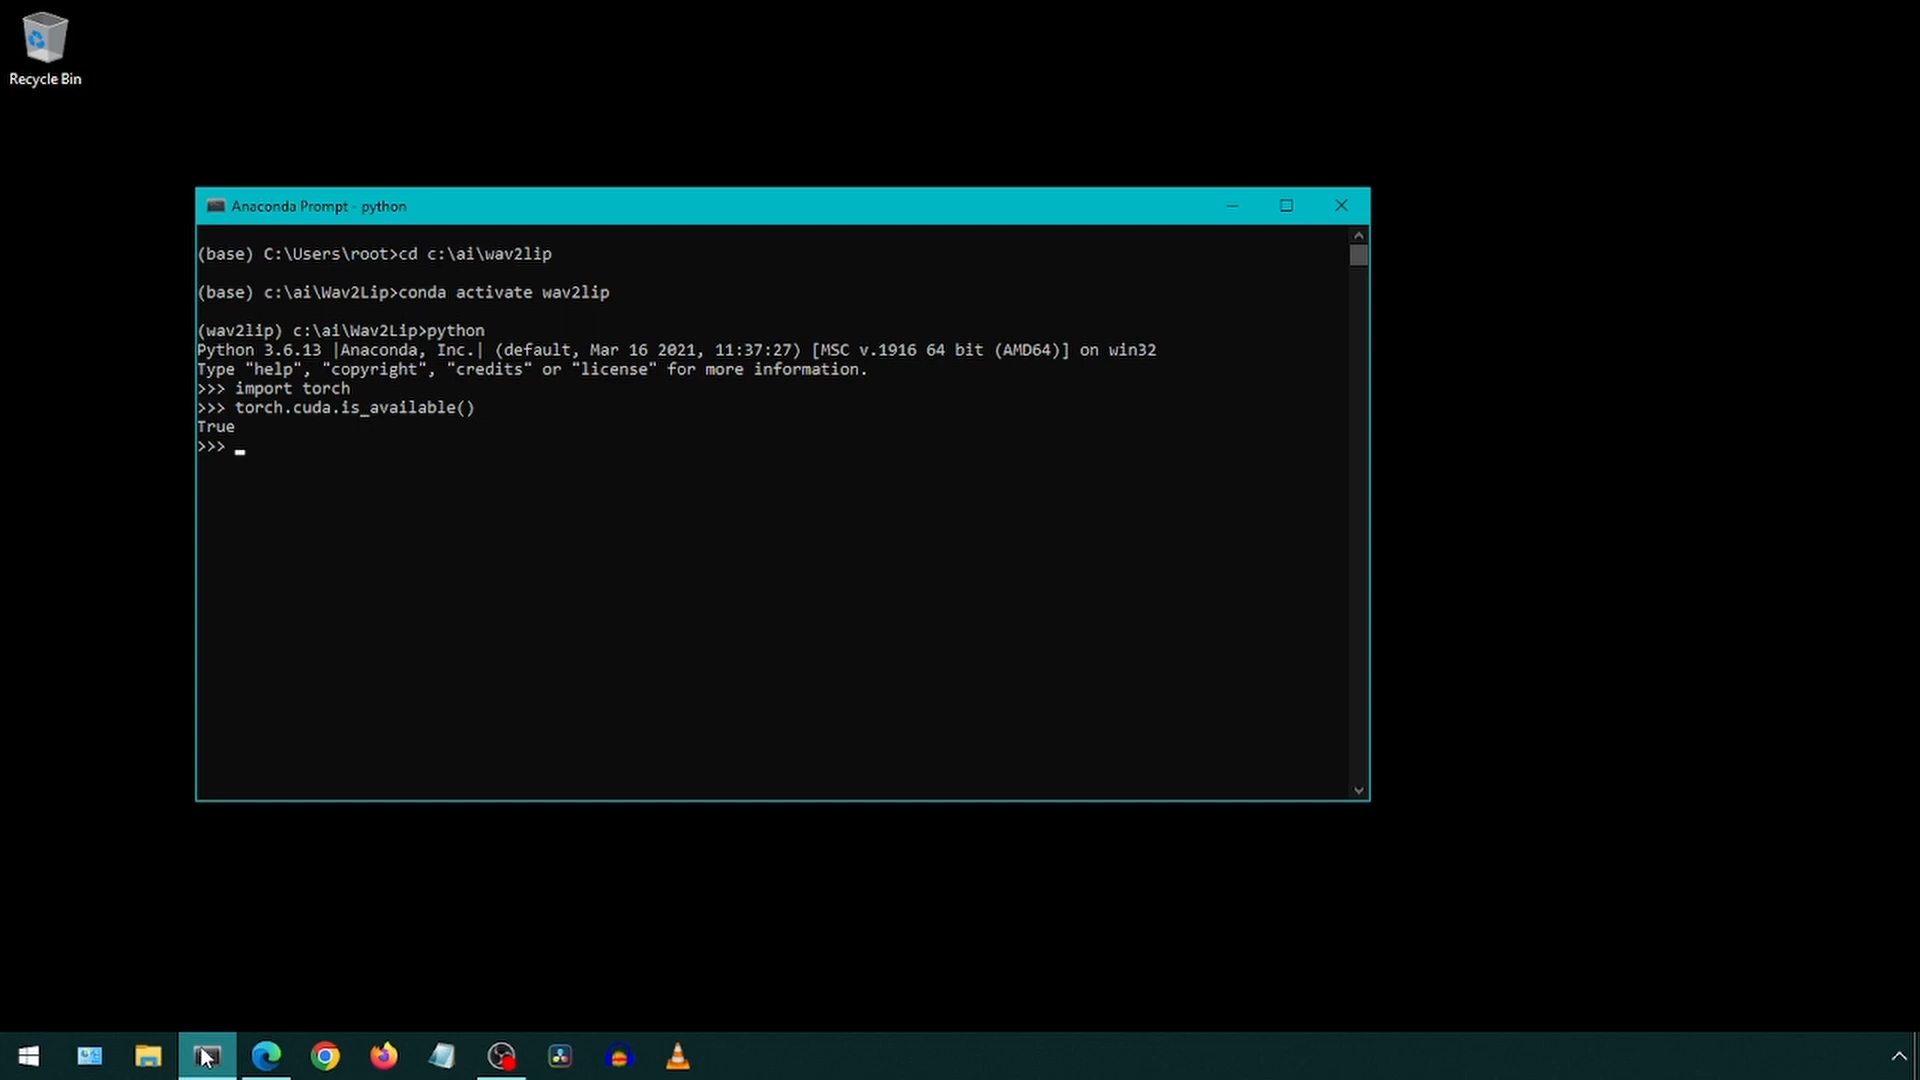 Recycle Bin
Anaconda Prompt - python
(base) C:\Users\root>cd c:\ai\wav2lip
(base) c:\ai\Wav2Lip>conda activate wav2lip
(wav2lip) c:\ai\Wav2Lip>python
Python 3.6.13 |Anaconda, Inc.| (default, Mar 16 2021, 11:37:27) [MSC v.1916 64 bit (AMD64)] on win32
Type "help", "copyright", "credits" or "license" for more information.
>>> import torch
>>> torch.cuda.is_available()
True
>>>